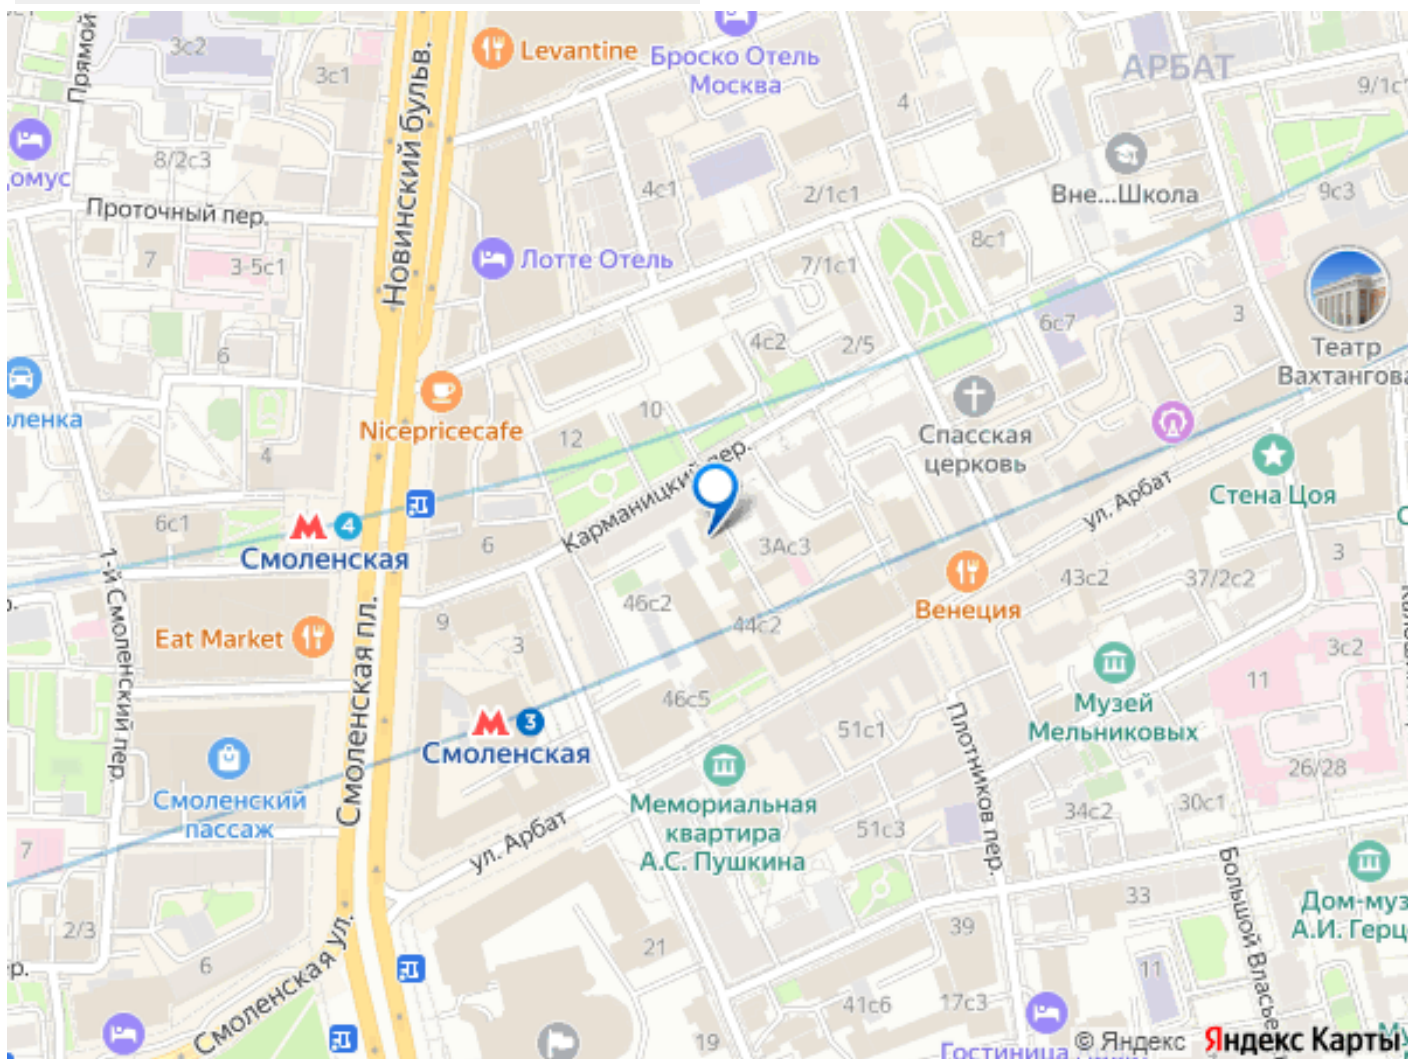 Прямой
3с2
3с1
Новинский бульв.
Levantine
Броско Отель
Москва
АРБАТ
4
9/1с
омус
8/2с3
Проточный пер.
7
3-5с1
4с1
2/1с1
Вне...Школа
9с3
8с1
Лотте Отель
7/1с1
6с7
3
Театр
Вахтангова
6
4с2
2/5
оленка
Nicepricecafe
10
12
4
Карманицкий пер.
Спасская
церковь
ул. Арбат
Стена Цоя
6с1
4
Смоленская
6
3Ас3
3
1-й Смоленский пер.
Eat Market
Смоленская пл.
9
3
46с2
44с2
Венеция
43с2
37/2с2
3с2
11
46с5
3
Смоленская
51с1
Плотников пер.
Музей
Мельниковых
26/28
Смоленский
пассаж
Мемориальная
квартира
А.С. Пушкина
ул. Арбат
51с3
34с2
30с1
7
Большой Власье
33
Дом-муз
А.И. Герц
39
2/3
6
Смоленская ул.
21
11
р.
41с6
17с3
19
Гостиница
© Яндекс
Яндекс Карты